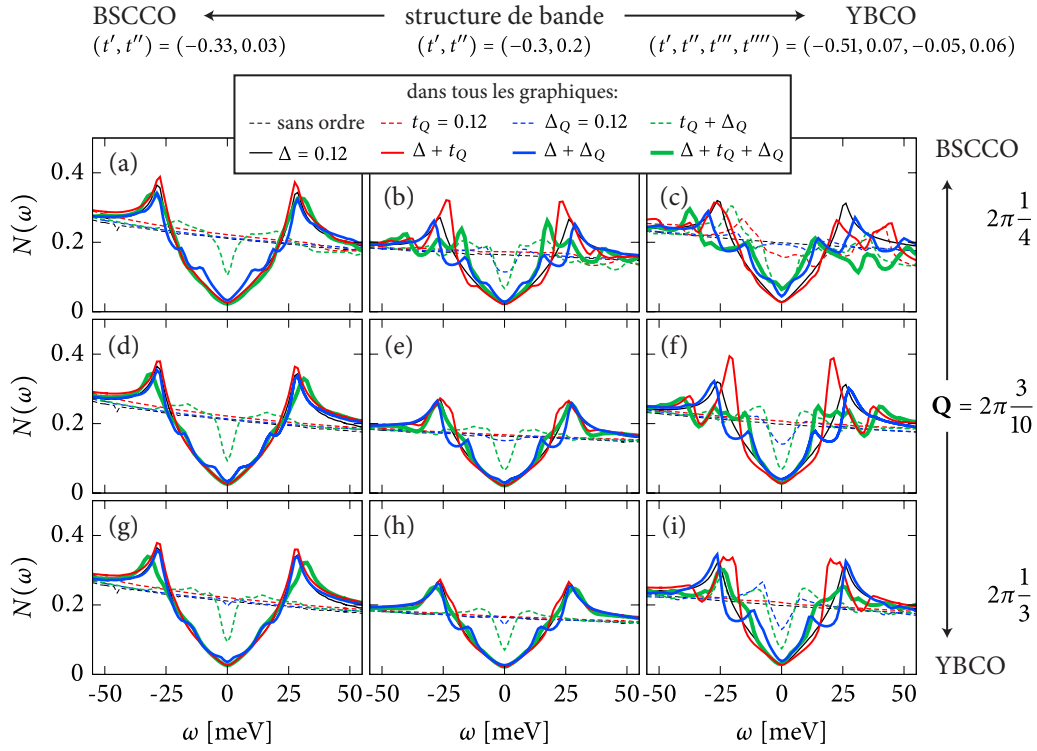 BSCCO structure de bande YBCO
(t′, t″) = (−0.33, 0.03) (t′, t″) = (−0.3, 0.2) (t′, t″, t‴, t⁗) = (−0.51, 0.07, −0.05, 0.06)
dans tous les graphiques:
sans ordre t_Q = 0.12 Δ_Q = 0.12 t_Q + Δ_Q
Δ = 0.12 Δ + t_Q Δ + Δ_Q Δ + t_Q + Δ_Q
BSCCO
(a) (b) (c)
N(ω) 0.4 0.2 0
2π 1/4
(d) (e) (f)
N(ω) 0.4 0.2 0
Q = 2π 3/10
(g) (h) (i)
N(ω) 0.4 0.2 0
2π 1/3
YBCO
-50 -25 0 25 50 -50 -25 0 25 50 -50 -25 0 25 50
ω [meV] ω [meV] ω [meV]